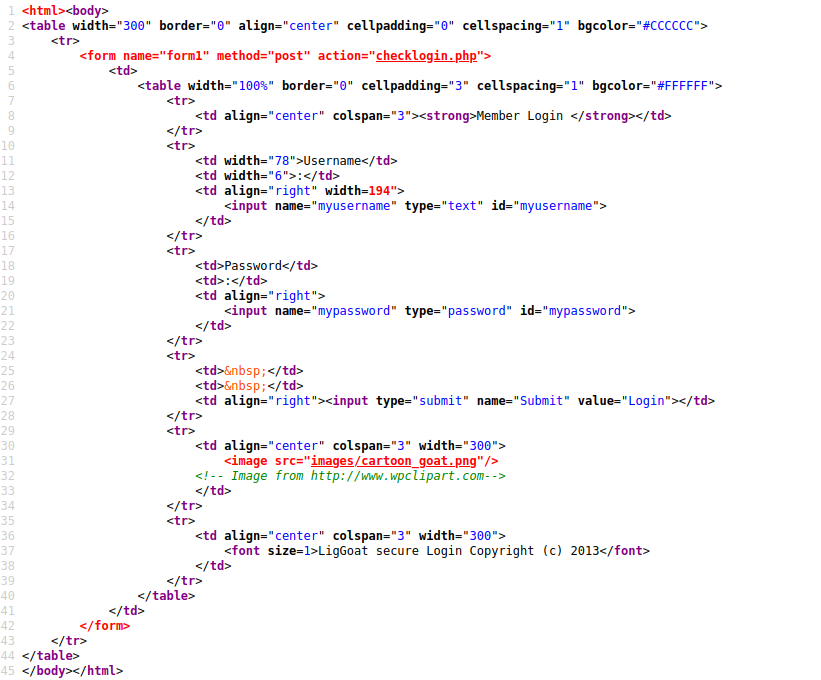 1 <html><body>
2 <table width="300" border="0" align="center" cellpadding="0" cellspacing="1" bgcolor="#CCCCCC">
3 <tr>
4 <form name="form1" method="post" action="checklogin.php">
5 <td>
6 <table width="100%" border="0" cellpadding="3" cellspacing="1" bgcolor="#FFFFFF">
7 <tr>
8 <td align="center" colspan="3"><strong>Member Login </strong></td>
9 </tr>
10 <tr>
11 <td width="78">Username</td>
12 <td width="6">:</td>
13 <td align="right" width=194">
14 <input name="myusername" type="text" id="myusername">
15 </td>
16 </tr>
17 <tr>
18 <td>Password</td>
19 <td>:</td>
20 <td align="right">
21 <input name="mypassword" type="password" id="mypassword">
22 </td>
23 </tr>
24 <tr>
25 <td>&nbsp;</td>
26 <td>&nbsp;</td>
27 <td align="right"><input type="submit" name="Submit" value="Login"></td>
28 </tr>
29 <tr>
30 <td align="center" colspan="3" width="300">
31 <image src="images/cartoon_goat.png"/>
32 <!-- Image from http://www.wpclipart.com-->
33 </td>
34 </tr>
35 <tr>
36 <td align="center" colspan="3" width="300">
37 <font size=1>LigGoat secure Login Copyright (c) 2013</font>
38 </td>
39 </tr>
40 </table>
41 </td>
42 </form>
43 </tr>
44 </table>
45 </body></html>